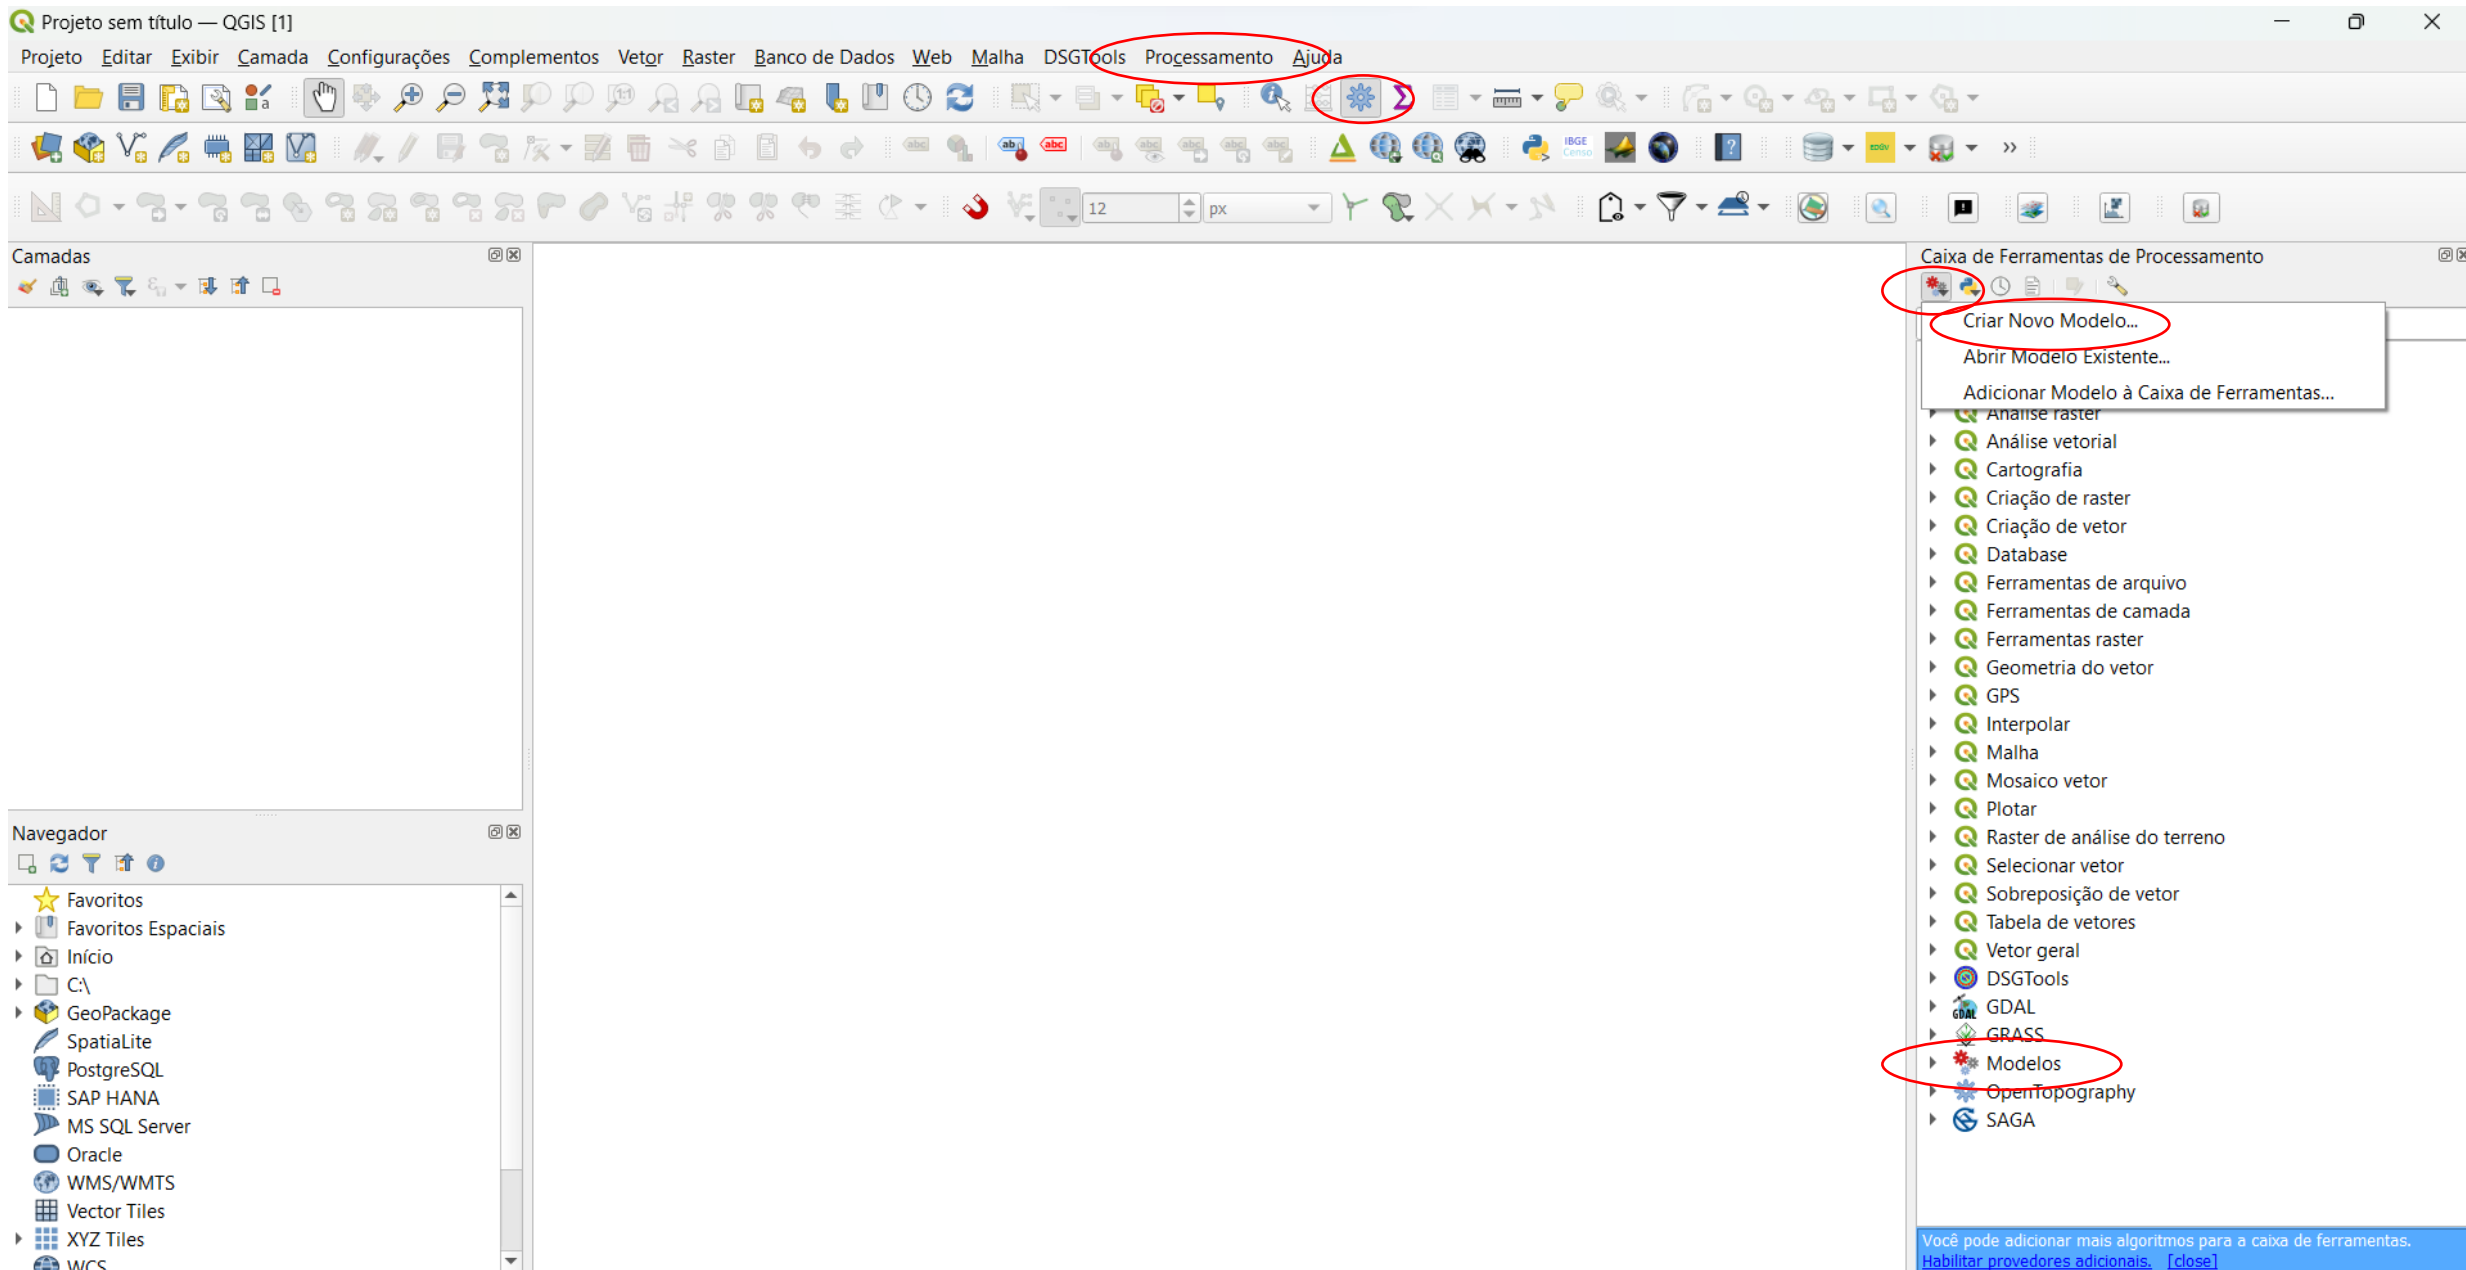 Projeto sem título — QGIS [1]
Projeto Editar Exibir Camada Configurações Complementos Vetor Raster Banco de Dados Web Malha DSGTools Processamento Ajuda
IBGE
Censo
12 px
Camadas
Caixa de Ferramentas de Processamento
Criar Novo Modelo...
Abrir Modelo Existente...
Adicionar Modelo à Caixa de Ferramentas...
Análise raster
Análise vetorial
Cartografia
Criação de raster
Criação de vetor
Database
Ferramentas de arquivo
Ferramentas de camada
Ferramentas raster
Geometria do vetor
GPS
Interpolar
Malha
Mosaico vetor
Plotar
Raster de análise do terreno
Selecionar vetor
Sobreposição de vetor
Tabela de vetores
Vetor geral
DSGTools
GDAL
GRASS
Modelos
OpenTopography
SAGA
Você pode adicionar mais algoritmos para a caixa de ferramentas.
Habilitar provedores adicionais. [close]
Navegador
Favoritos
Favoritos Espaciais
Início
C:\
GeoPackage
SpatiaLite
PostgreSQL
SAP HANA
MS SQL Server
Oracle
WMS/WMTS
Vector Tiles
XYZ Tiles
WCS